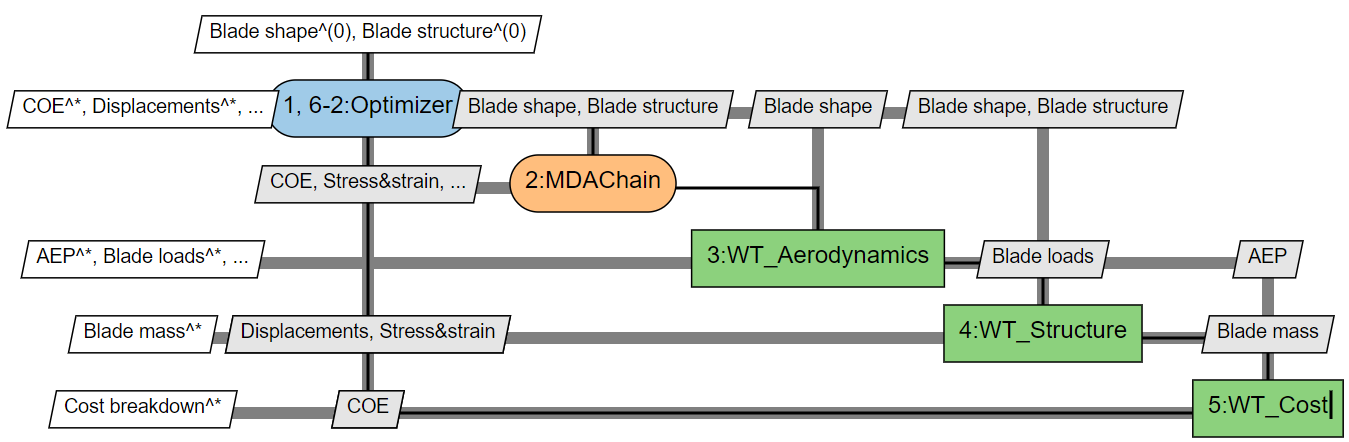 Blade shape^(0), Blade structure^(0)
COE^*, Displacements^*, ...
1, 6-2:Optimizer
Blade shape, Blade structure
Blade shape
Blade shape, Blade structure
COE, Stress&strain, ...
2:MDAChain
AEP^*, Blade loads^*, ...
3:WT_Aerodynamics
Blade loads
AEP
Blade mass^*
Displacements, Stress&strain
4:WT_Structure
Blade mass
Cost breakdown^*
COE
5:WT_Cost